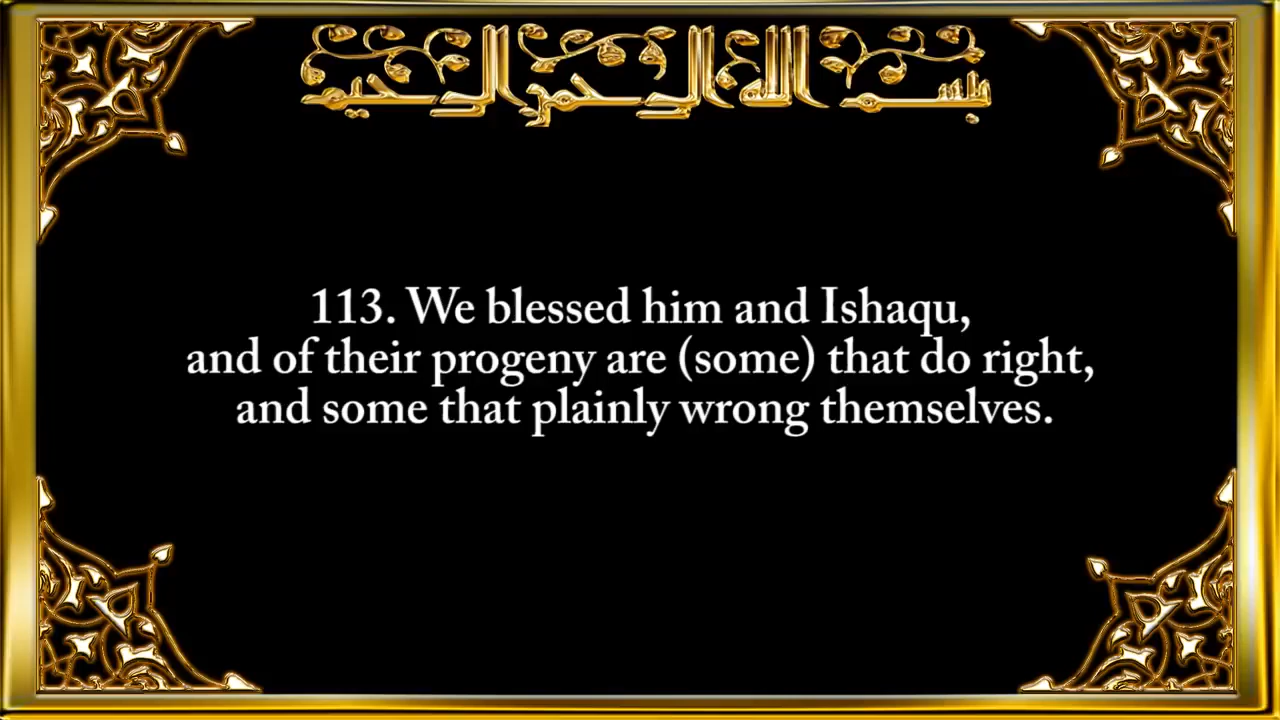 بسم الله الرحمن الرحيم
113. We blessed him and Ishaqu,
and of their progeny are (some) that do right,
and some that plainly wrong themselves.